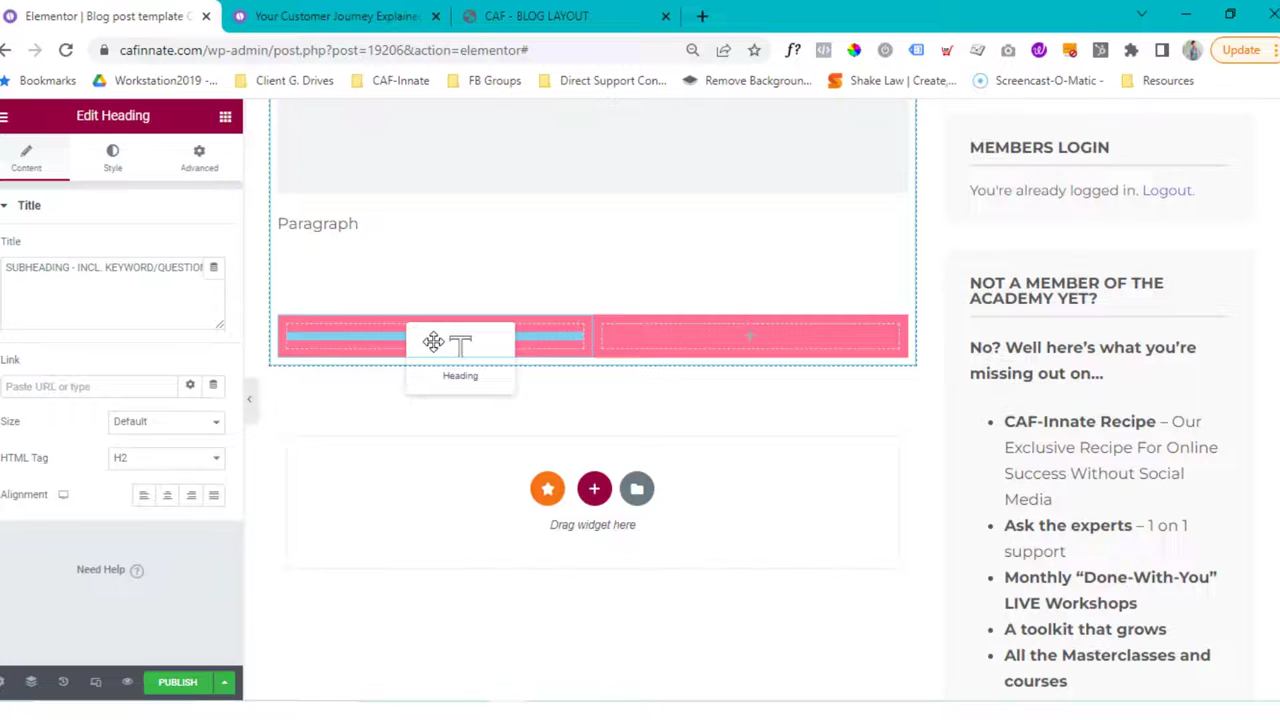 Elementor | Blog post template C
Your Customer Journey Explaine
CAF - BLOG LAYOUT
cafinnate.com/wp-admin/post.php?post=19206&action=elementor#
f?
Update
Bookmarks
Workstation2019 -...
Client G. Drives
CAF-Innate
FB Groups
Direct Support Con...
Remove Backgroun...
Shake Law | Create,...
Screencast-O-Matic -
Resources
Edit Heading
Content
Style
Advanced
Title
Title
SUBHEADING - INCL. KEYWORD/QUESTION
Link
Paste URL or type
Size
Default
HTML Tag
H2
Alignment
Need Help
PUBLISH
Paragraph
Heading
Drag widget here
MEMBERS LOGIN
You're already logged in. Logout.
NOT A MEMBER OF THE
ACADEMY YET?
No? Well here’s what you’re
missing out on...
CAF-Innate Recipe – Our
Exclusive Recipe For Online
Success Without Social
Media
Ask the experts – 1 on 1
support
Monthly “Done-With-You”
LIVE Workshops
A toolkit that grows
All the Masterclasses and
courses